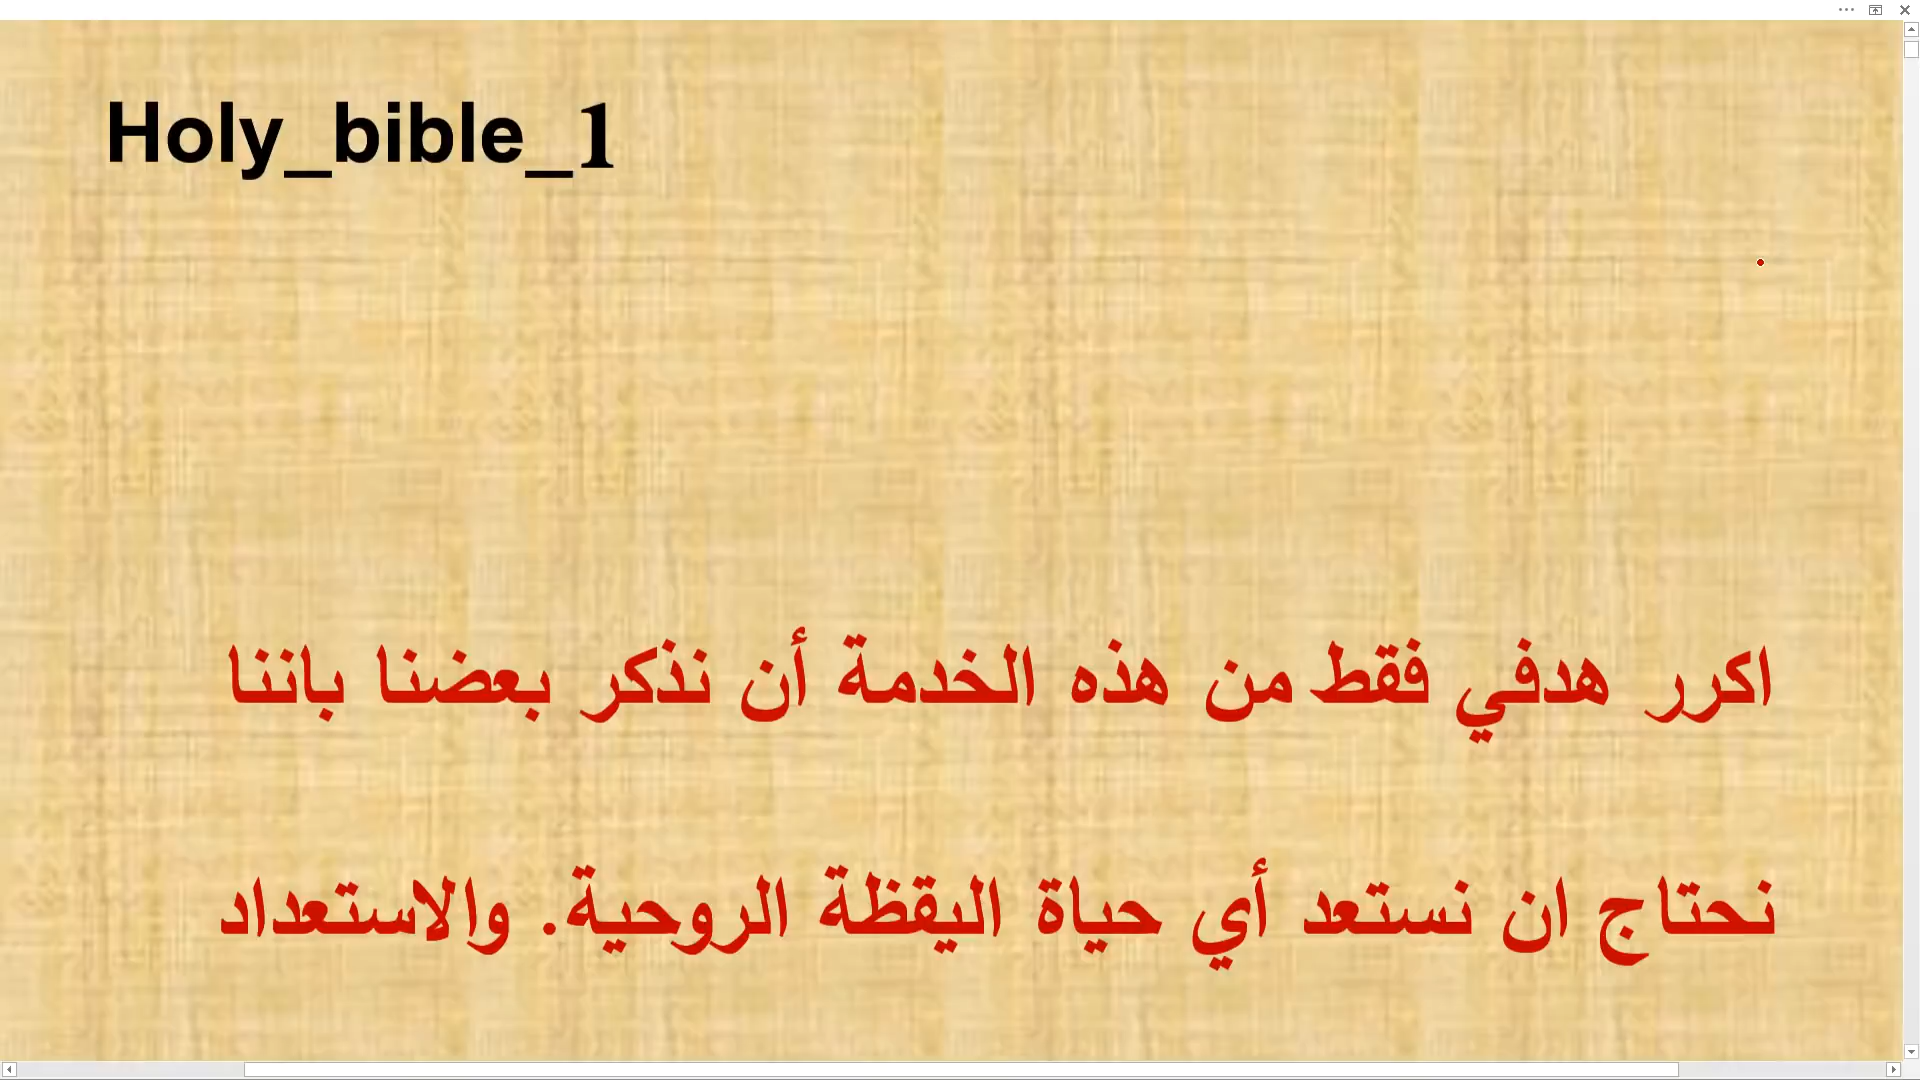 Holy_bible_1
اكرر هدفي فقط من هذه الخدمة أن نذكر بعضنا باننا
نحتاج ان نستعد أي حياة اليقظة الروحية. والاستعداد